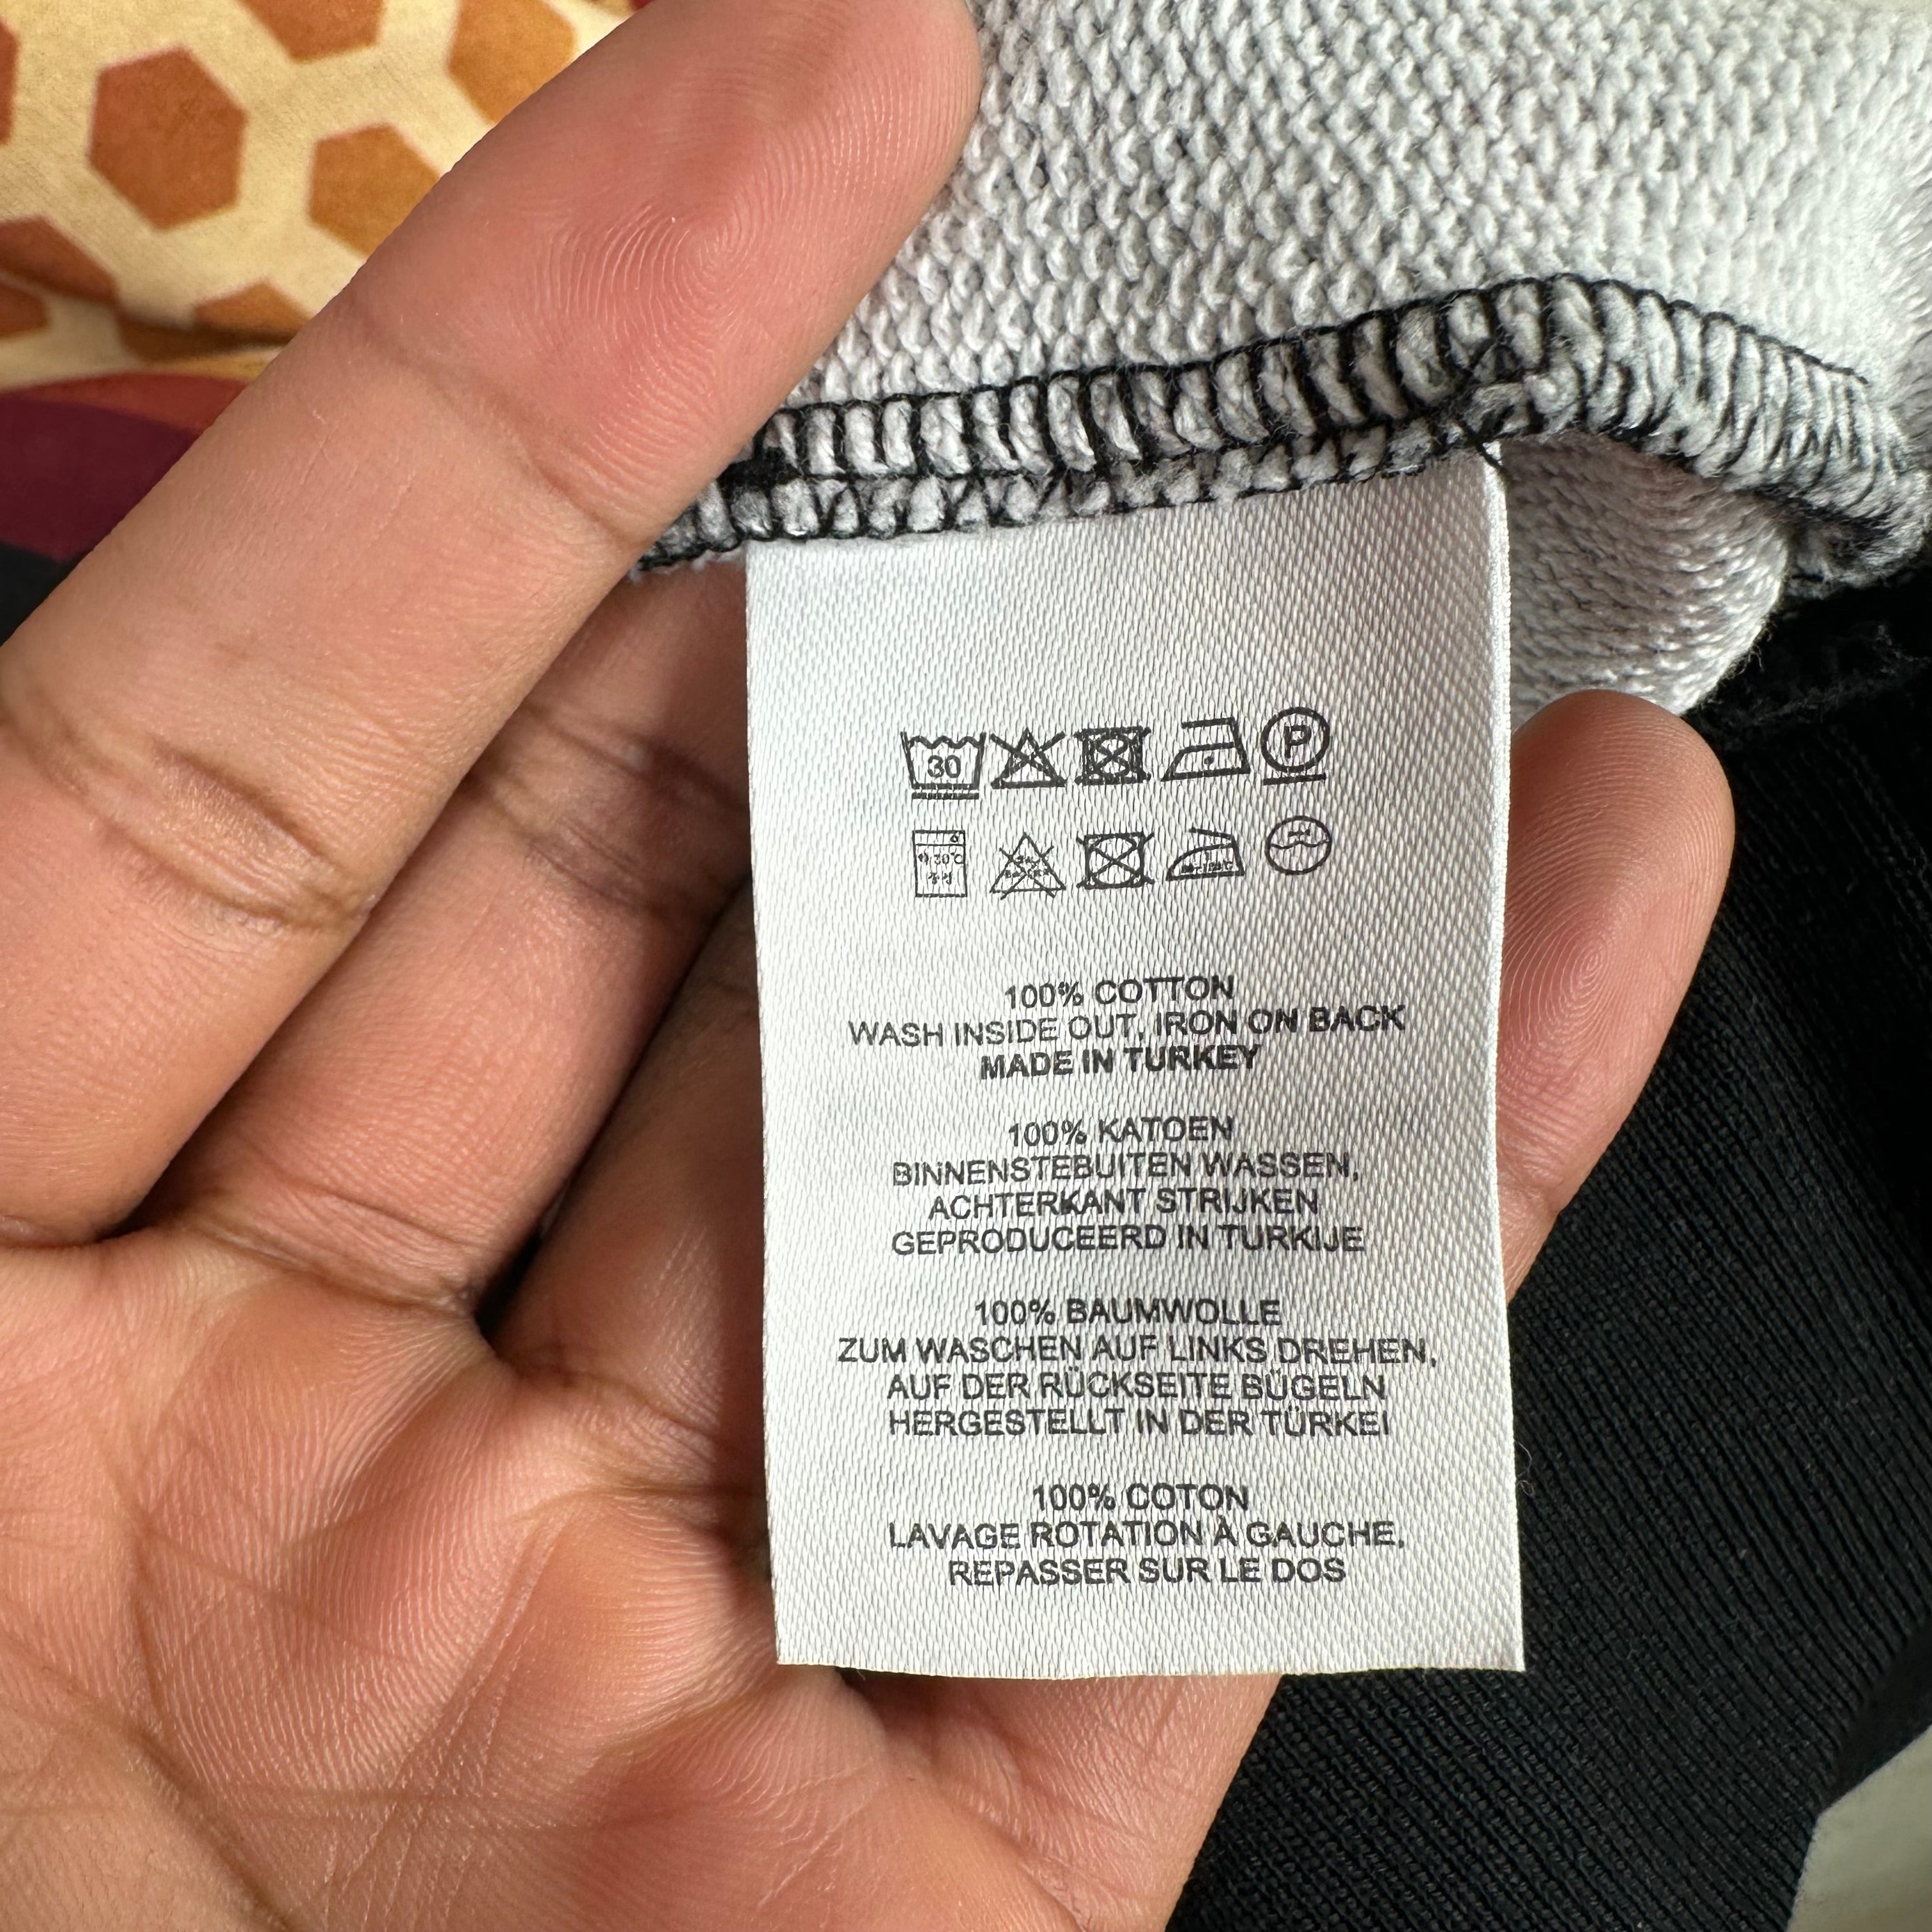 30
P
100% COTTON
WASH INSIDE OUT, IRON ON BACK
MADE IN TURKEY
100% KATOEN
BINNENSTEBUITEN WASSEN,
ACHTERKANT STRIJKEN
GEPRODUCEERD IN TURKIJE
100% BAUMWOLLE
ZUM WASCHEN AUF LINKS DREHEN,
AUF DER RÜCKSEITE BÜGELN
HERGESTELLT IN DER TÜRKEI
100% COTON
LAVAGE ROTATION À GAUCHE,
REPASSER SUR LE DOS